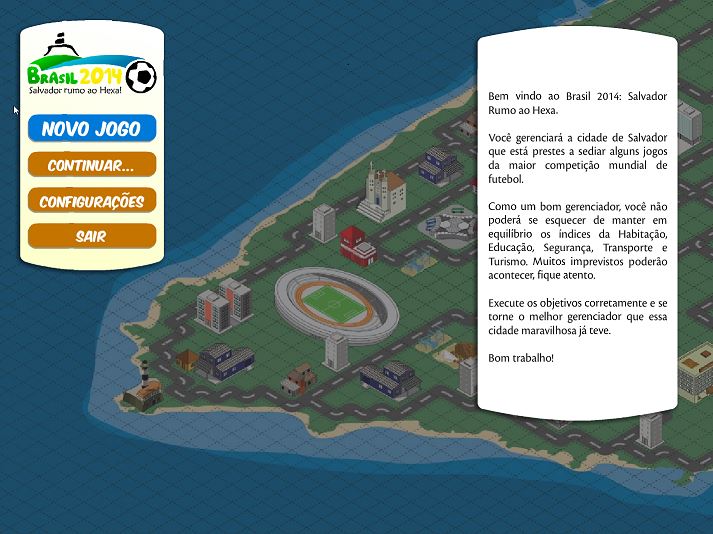 BRASIL 2014
Salvador rumo ao Hexa!
NOVO JOGO
CONTINUAR...
CONFIGURAÇÕES
SAIR
Bem vindo ao Brasil 2014: Salvador
Rumo ao Hexa.
Você gerenciará a cidade de Salvador
que está prestes a sediar alguns jogos
da maior competição mundial de
futebol.
Como um bom gerenciador, você não
poderá se esquecer de manter em
equilíbrio os índices da Habitação,
Educação, Segurança, Transporte e
Turismo. Muitos imprevistos poderão
acontecer, fique atento.
Execute os objetivos corretamente e se
torne o melhor gerenciador que essa
cidade maravilhosa já teve.
Bom trabalho!